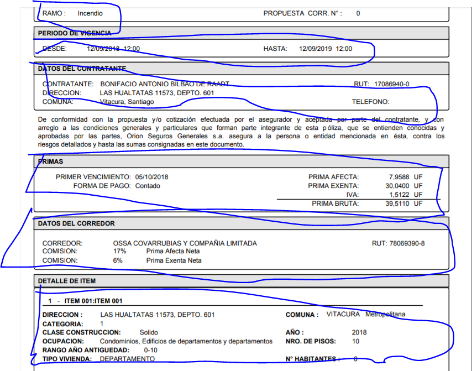 RAMO : Incendio PROPUESTA CORR. N° : 0
PERIODO DE VIGENCIA
DESDE: 12/09/2018 12:00 HASTA: 12/09/2019 12:00
DATOS DEL CONTRATANTE
CONTRATANTE: BONIFACIO ANTONIO BILBAO DE RAART RUT: 17086940-0
DIRECCION: LAS HUALTATAS 11573, DEPTO. 601
COMUNA: Vitacura, Santiago TELEFONO:
De conformidad con la propuesta y/o cotización efectuada por el asegurador y aceptada por parte del contratante, y con
arreglo a las condiciones generales y particulares que forman parte integrante de esta póliza, que se entienden conocidas y
aprobadas por las partes, Orion Seguros Generales s.a asegura a la persona o entidad mencionada en ésta, contra los
riesgos detallados y hasta las sumas consignadas en este documento.
PRIMAS
PRIMER VENCIMIENTO: 05/10/2018 PRIMA AFECTA: 7,9588 UF
FORMA DE PAGO: Contado PRIMA EXENTA: 30,0400 UF
IVA: 1,5122 UF
PRIMA BRUTA: 39,5110 UF
DATOS DEL CORREDOR
CORREDOR: OSSA COVARRUBIAS Y COMPAÑIA LIMITADA RUT: 78069390-8
COMISION: 17% Prima Afecta Neta
COMISION: 6% Prima Exenta Neta
DETALLE DE ITEM
1 - ITEM 001:ITEM 001
DIRECCION : LAS HUALTATAS 11573, DEPTO. 601 COMUNA : VITACURA Metropolitana
CATEGORIA: 1
CLASE CONSTRUCCION: Solido AÑO : 2018
OCUPACION: Condominios, Edificios de departamentos y departamentos NRO. DE PISOS: 10
RANGO AÑO ANTIGUEDAD: 0-10
TIPO VIVIENDA: DEPARTAMENTO N° HABITANTES : 0